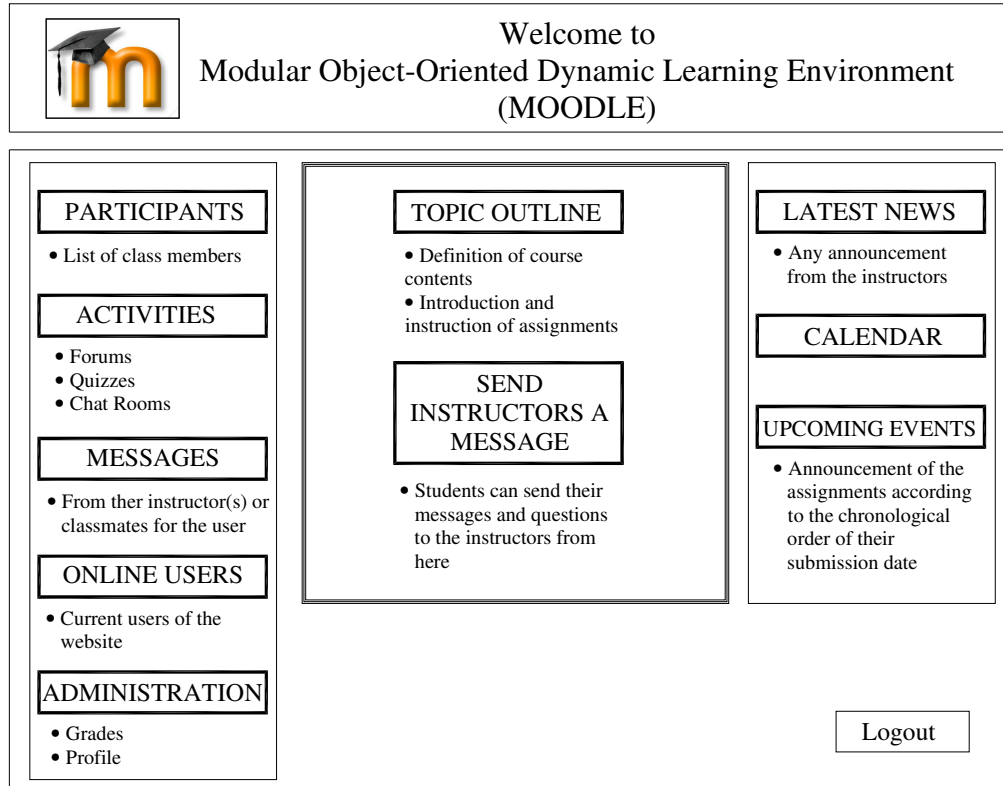 m
Welcome to
Modular Object-Oriented Dynamic Learning Environment
(MOODLE)
PARTICIPANTS
• List of class members
ACTIVITIES
• Forums
• Quizzes
• Chat Rooms
MESSAGES
• From ther instructor(s) or
classmates for the user
ONLINE USERS
• Current users of the
website
ADMINISTRATION
• Grades
• Profile
TOPIC OUTLINE
• Definition of course
contents
• Introduction and
instruction of assignments
SEND
INSTRUCTORS A
MESSAGE
• Students can send their
messages and questions
to the instructors from
here
LATEST NEWS
• Any announcement
from the instructors
CALENDAR
UPCOMING EVENTS
• Announcement of the
assignments according
to the chronological
order of their
submission date
Logout